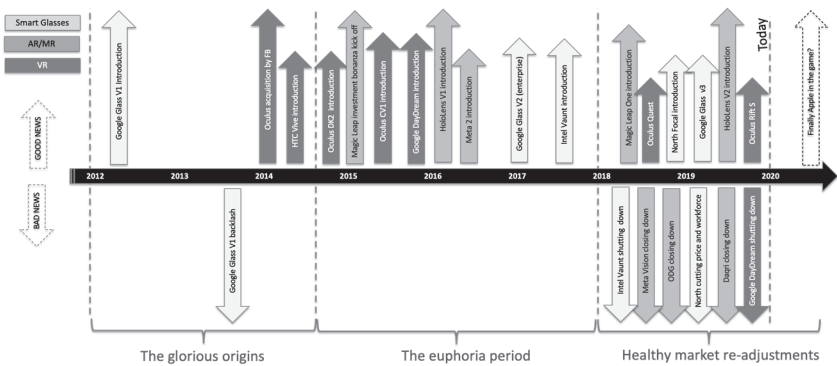 Smart Glasses
AR/MR
VR
GOOD NEWS
BAD NEWS
Google Glass V1 Introduction
Oculus acquisition by FB
HTC Vive introduction
Oculus DK2 introduction
Magic Leap investment bonanza kick off
Oculus CV1 introduction
Google DayDream introduction
HoloLens V1 introduction
Meta 2 introduction
Google Glass V2 (enterprise)
Intel Vaunt introduction
Magic Leap One introduction
Oculus Quest
North Focal introduction
Google Glass v3
HoloLens V2 introduction
Oculus Rift S
Today
Finally Apple in the game?
2012
2013
2014
2015
2016
2017
2018
2019
2020
Google Glass V1 backlash
Intel Vaunt shutting down
Meta Vision closing down
ODG closing down
North cutting price and workforce
Daqri closing down
Google DayDream shutting down
The glorious origins
The euphoria period
Healthy market re-adjustments